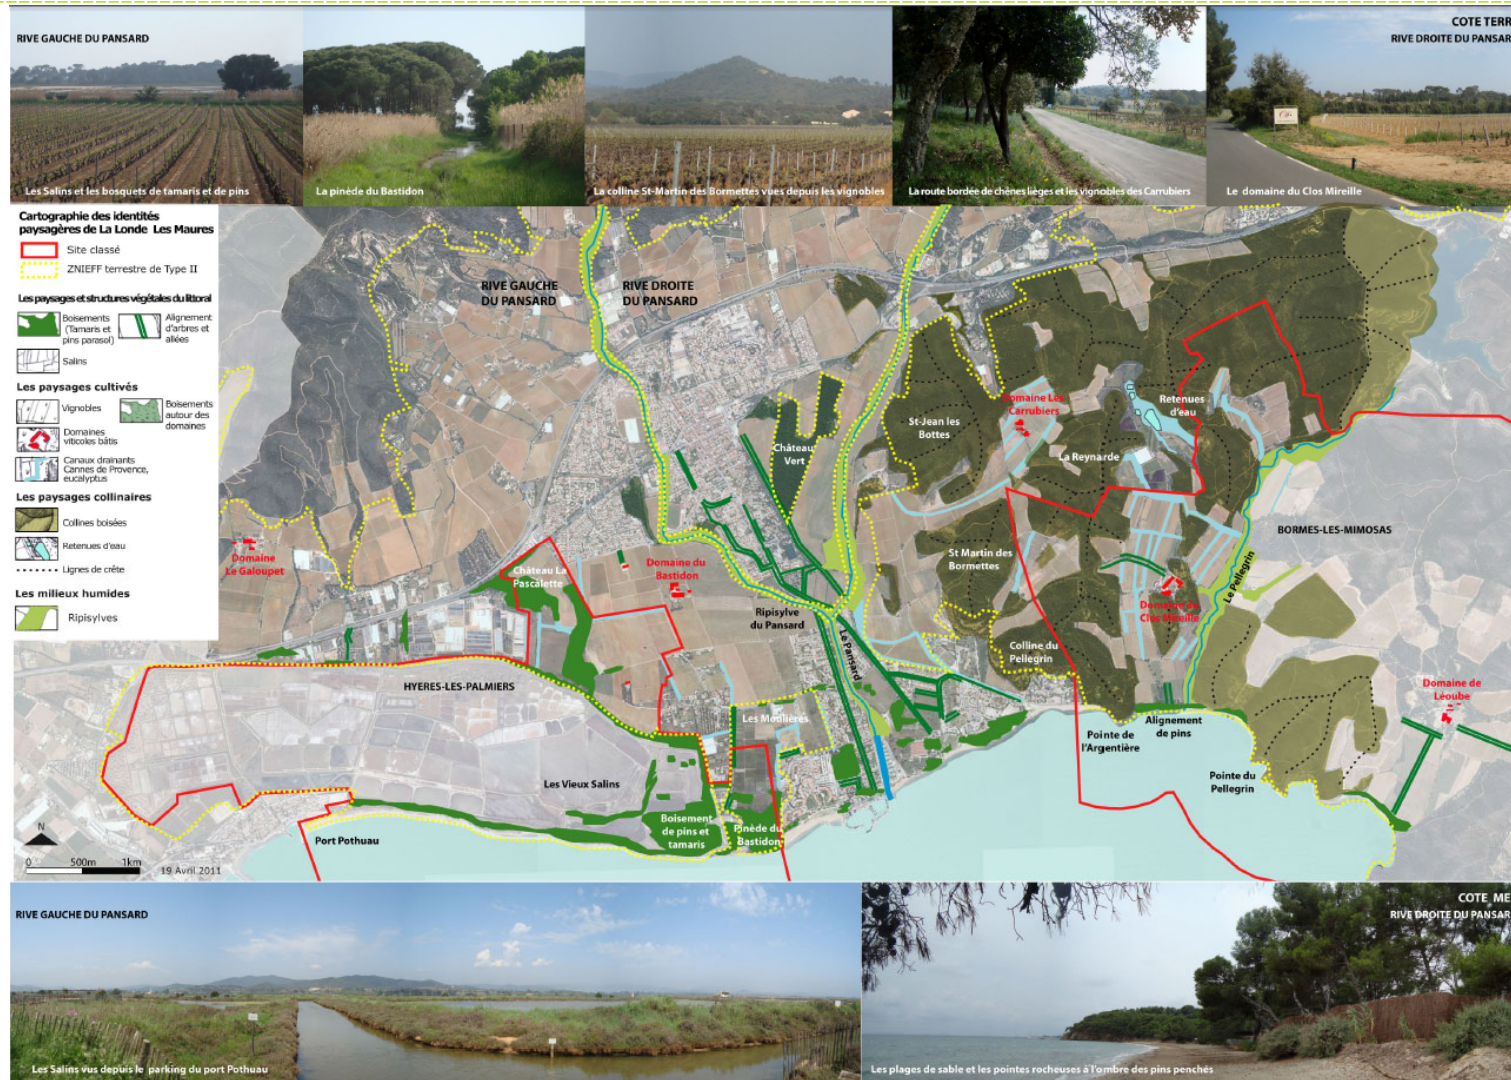 RIVE GAUCHE DU PANSARD
Les Salins et les bosquets de tamaris et de pins
La pinède du Bastidon
La colline St-Martin des Bormettes vues depuis les vignobles
La route bordée de chênes lièges et les vignobles des Carrubiers
COTE TERR
RIVE DROITE DU PANSAR
Le domaine du Clos Mireille
Cartographie des identités
paysagères de La Londe Les Maures
Site classé
ZNIEFF terrestre de Type II
Les paysages et structures végétales du littoral
Boisements
(Tamaris et
pins parasol)
Alignement
d'arbres et
allées
Salins
Les paysages cultivés
Vignobles
Boisements
autour des
domaines
Domaines
viticoles bâtis
Canaux drainants
Cannes de Provence,
eucalyptus
Les paysages collinaires
Collines boisées
Retenues d'eau
Lignes de crête
Les milieux humides
Ripisylves
RIVE GAUCHE
DU PANSARD
RIVE DROITE
DU PANSARD
Domaine Les
Carrubiers
Retenues
d'eau
St-Jean les
Bottes
Château
Vert
La Reynarde
BORMES-LES-MIMOSAS
Domaine
Le Galoupet
Château La
Pascalette
Domaine du
Bastidon
St Martin des
Bormettes
Le Pellegrin
Domaine du
Clos Mireille
Ripisylve
du Pansard
Le Pansard
Colline du
Pellegrin
HYERES-LES-PALMIERS
Domaine de
Léoube
Les Moulières
Pointe de
l'Argentière
Alignement
de pins
Les Vieux Salins
Pointe du
Pellegrin
Boisement
de pins et
tamaris
Pinède du
Bastidon
Port Pothuau
N
0 500m 1km
19 Avril 2011
RIVE GAUCHE DU PANSARD
Les Salins vus depuis le parking du port Pothuau
COTE ME
RIVE DROITE DU PANSAR
Les plages de sable et les pointes rocheuses à l'ombre des pins penchés